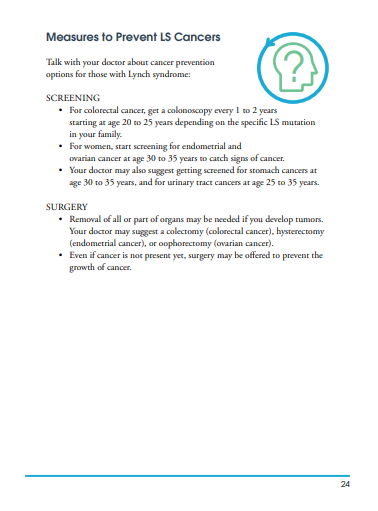 Measures to Prevent LS Cancers
Talk with your doctor about cancer prevention
options for those with Lynch syndrome:
SCREENING
• For colorectal cancer, get a colonoscopy every 1 to 2 years
starting at age 20 to 25 years depending on the specific LS mutation
in your family.
• For women, start screening for endometrial and
ovarian cancer at age 30 to 35 years to catch signs of cancer.
• Your doctor may also suggest getting screened for stomach cancers at
age 30 to 35 years, and for urinary tract cancers at age 25 to 35 years.
SURGERY
• Removal of all or part of organs may be needed if you develop tumors.
Your doctor may suggest a colectomy (colorectal cancer), hysterectomy
(endometrial cancer), or oophorectomy (ovarian cancer).
• Even if cancer is not present yet, surgery may be offered to prevent the
growth of cancer.
24